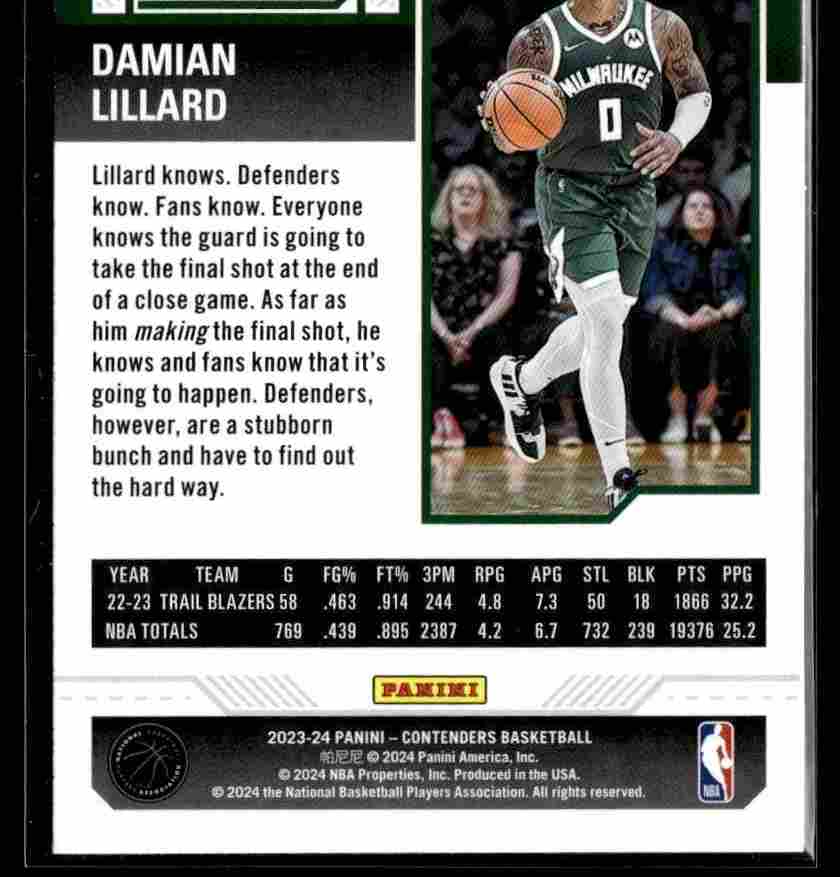 DAMIAN
LILLARD
MILWAUKEE
0
Lillard knows. Defenders
know. Fans know. Everyone
knows the guard is going to
take the final shot at the end
of a close game. As far as
him making the final shot, he
knows and fans know that it's
going to happen. Defenders,
however, are a stubborn
bunch and have to find out
the hard way.
YEAR TEAM G FG% FT% 3PM RPG APG STL BLK PTS PPG
22-23 TRAIL BLAZERS 58 .463 .914 244 4.8 7.3 50 18 1866 32.2
NBA TOTALS 769 .439 .895 2387 4.2 6.7 732 239 19376 25.2
PANINI
2023-24 PANINI – CONTENDERS BASKETBALL
帕尼尼 © 2024 Panini America, Inc.
© 2024 NBA Properties, Inc. Produced in the USA.
© 2024 the National Basketball Players Association. All rights reserved.
NATIONAL
ASSOCIATION
NBA